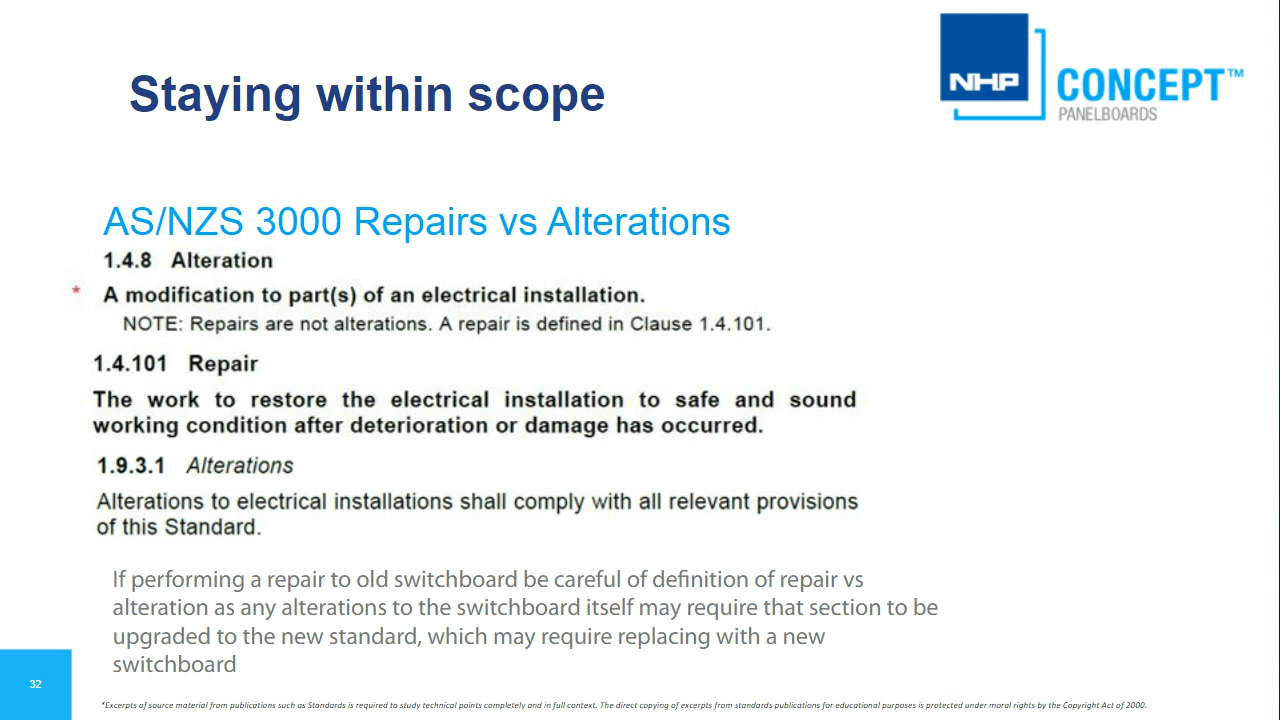 Staying within scope
NHP
CONCEPT™
PANELBOARDS
AS/NZS 3000 Repairs vs Alterations
1.4.8 Alteration
* A modification to part(s) of an electrical installation.
NOTE: Repairs are not alterations. A repair is defined in Clause 1.4.101.
1.4.101 Repair
The work to restore the electrical installation to safe and sound
working condition after deterioration or damage has occurred.
1.9.3.1 Alterations
Alterations to electrical installations shall comply with all relevant provisions
of this Standard.
If performing a repair to old switchboard be careful of definition of repair vs
alteration as any alterations to the switchboard itself may require that section to be
upgraded to the new standard, which may require replacing with a new
switchboard
32
*Excerpts of source material from publications such as Standards is required to study technical points completely and in full context. The direct copying of excerpts from standards publications for educational purposes is protected under moral rights by the Copyright Act of 2000.